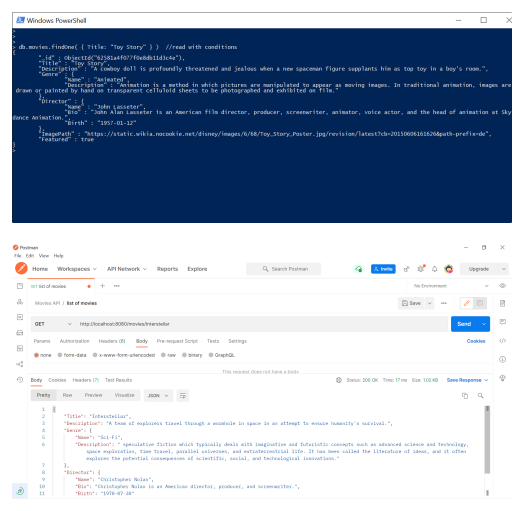 Windows PowerShell
>
>
> db.movies.findOne( { Title: "Toy Story" } )  //read with conditions
{
"_id" : ObjectId("62581a4f077f0e8db11d3c4e"),
"Title" : "Toy Story",
"Description" : "A cowboy doll is profoundly threatened and jealous when a new spaceman figure supplants him as top toy in a boy's room.",
"Genre" : {
"Name" : "Animated",
"Description" : "Animation is a method in which pictures are manipulated to appear as moving images. In traditional animation, images are
drawn or painted by hand on transparent celluloid sheets to be photographed and exhibited on film."
},
"Director" : {
"Name" : "John Lasseter",
"Bio" : "John Alan Lasseter is an American film director, producer, screenwriter, animator, voice actor, and the head of animation at Sky
dance Animation.",
"Birth" : "1957-01-12"
},
"ImagePath" : "https://static.wikia.nocookie.net/disney/images/6/68/Toy_Story_Poster.jpg/revision/latest?cb=20150606161626&path-prefix=de",
"Featured" : true
}
>
Postman
File Edit View Help
Home Workspaces API Network Reports Explore Search Postman Invite Upgrade
GET list of movies No Environment
Movies API / list of movies Save
GET http://localhost:8080/movies/Interstellar Send
Params Authorization Headers (8) Body Pre-request Script Tests Settings Cookies
none form-data x-www-form-urlencoded raw binary GraphQL
This request does not have a body
Body Cookies Headers (7) Test Results Status: 200 OK Time: 17 ms Size: 1.02 KB Save Response
Pretty Raw Preview Visualize JSON
1 {
2 "Title": "Interstellar",
3 "Description": "A team of explorers travel through a wormhole in space in an attempt to ensure humanity's survival.",
4 "Genre": {
5 "Name": "Sci-Fi",
6 "Description": " speculative fiction which typically deals with imaginative and futuristic concepts such as advanced science and technology,
space exploration, time travel, parallel universes, and extraterrestrial life. It has been called the literature of ideas, and it often
explores the potential consequences of scientific, social, and technological innovations."
7 },
8 "Director": {
9 "Name": "Christopher Nolan",
10 "Bio": "Christopher Nolan is an American director, producer, and screenwriter.",
11 "Birth": "1970-07-30"